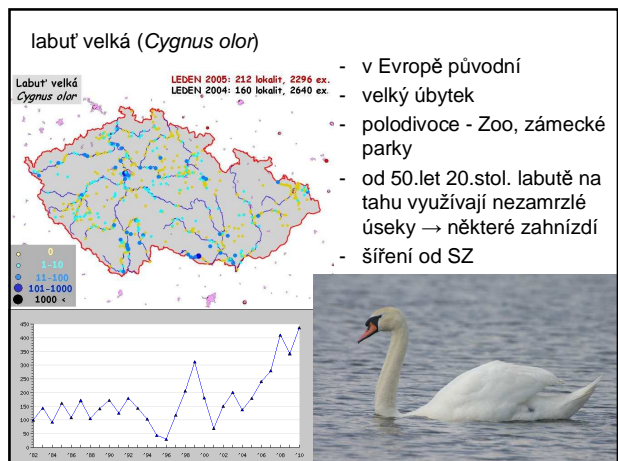 labuť velká (Cygnus olor)
Labuť velká
Cygnus olor
LEDEN 2005: 212 lokalit, 2296 ex.
LEDEN 2004: 160 lokalit, 2640 ex.
0
1-10
11-100
101-1000
1000 <
- v Evropě původní
- velký úbytek
- polodivoce - Zoo, zámecké
parky
- od 50.let 20.stol. labutě na
tahu využívají nezamrzlé
úseky → některé zahnízdí
- šíření od SZ
450
400
350
300
250
200
150
100
50
0
'82 '84 '86 '88 '90 '92 '94 '96 '98 '00 '02 '04 '06 '08 '10